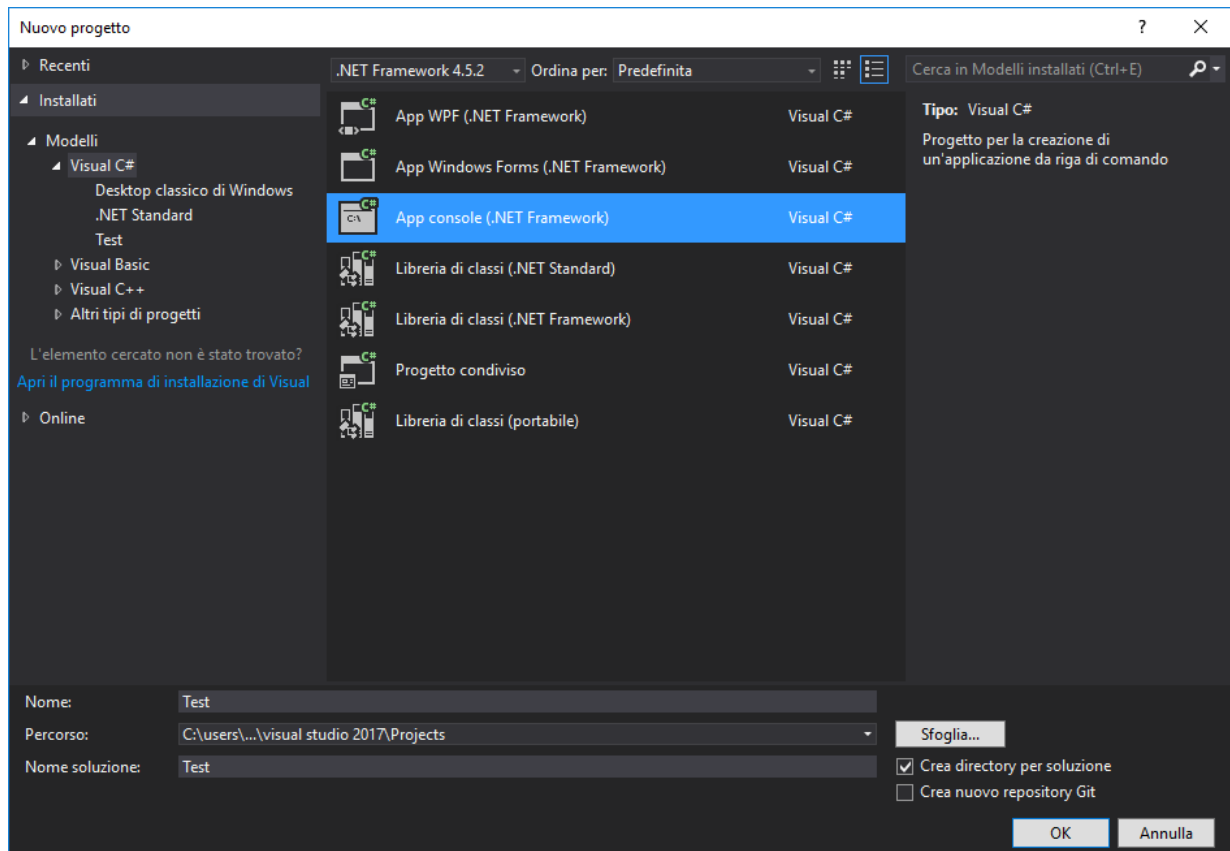 Nuovo progetto
?
Recenti
Installati
Modelli
Visual C#
Desktop classico di Windows
.NET Standard
Test
Visual Basic
Visual C++
Altri tipi di progetti
L'elemento cercato non è stato trovato?
Apri il programma di installazione di Visual
Online
.NET Framework 4.5.2 Ordina per: Predefinita
C# App WPF (.NET Framework) Visual C#
C# App Windows Forms (.NET Framework) Visual C#
C# C:\ App console (.NET Framework) Visual C#
C# Libreria di classi (.NET Standard) Visual C#
C# Libreria di classi (.NET Framework) Visual C#
C# Progetto condiviso Visual C#
C# Libreria di classi (portabile) Visual C#
Cerca in Modelli installati (Ctrl+E)
Tipo: Visual C#
Progetto per la creazione di
un'applicazione da riga di comando
Nome: Test
Percorso: C:\users\...\visual studio 2017\Projects Sfoglia...
Nome soluzione: Test
Crea directory per soluzione
Crea nuovo repository Git
OK Annulla